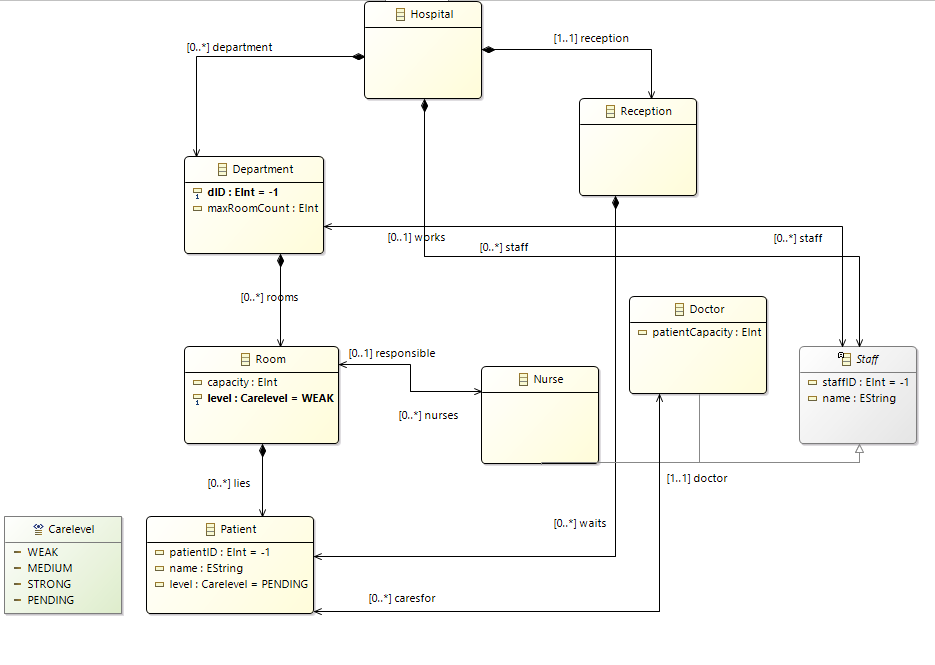 Hospital
[0..*] department
[1..1] reception
Reception
Department
dID : EInt = -1
maxRoomCount : EInt
[0..1] works
[0..*] staff
[0..*] staff
[0..*] rooms
Doctor
patientCapacity : EInt
Room
capacity : EInt
level : Carelevel = WEAK
[0..1] responsible
[0..*] nurses
Nurse
Staff
staffID : EInt = -1
name : EString
[1..1] doctor
[0..*] lies
[0..*] waits
Carelevel
WEAK
MEDIUM
STRONG
PENDING
Patient
patientID : EInt = -1
name : EString
level : Carelevel = PENDING
[0..*] caresfor